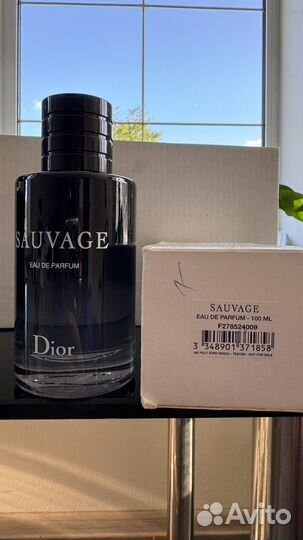 SAUVAGE
EAU DE PARFUM
Dior
SAUVAGE
EAU DE PARFUM - 100 ML
F278524009
3 348901 371858
NE PEUT ÊTRE VENDU - TESTER - NOT FOR SALE
Avito